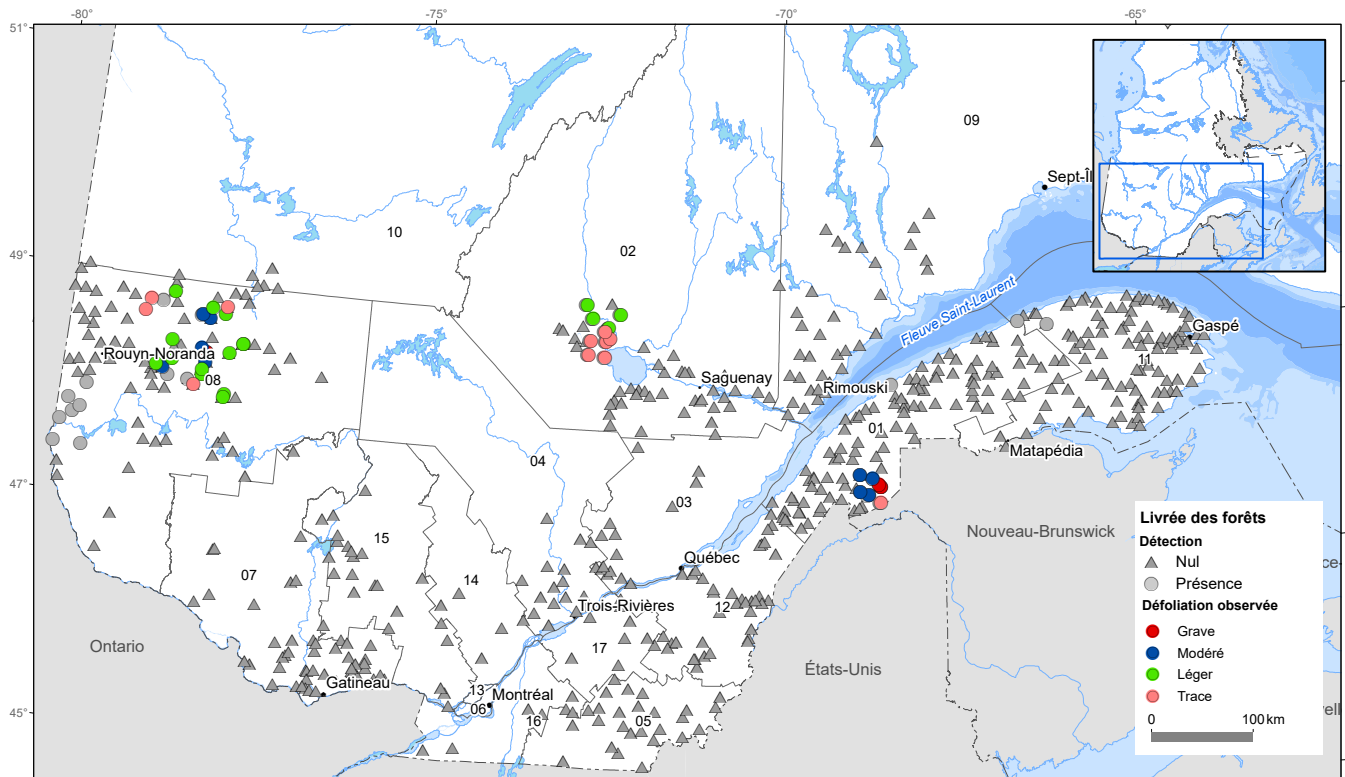 -80°
-75°
-70°
-65°
51°
09
Sept-Îl
10
02
49°
Fleuve Saint-Laurent
Gaspé
Rouyn-Noranda
11
08
Saguenay
Rimouski
01
Matapédia
04
47°
03
Nouveau-Brunswick
15
Québec
07
14
Trois-Rivières
12
Ontario
17
États-Unis
Gatineau
13
Montréal
06
16
05
45°
Livrée des forêts
Détection
Nul
Présence
Défoliation observée
Grave
Modéré
Léger
Trace
0
100 km